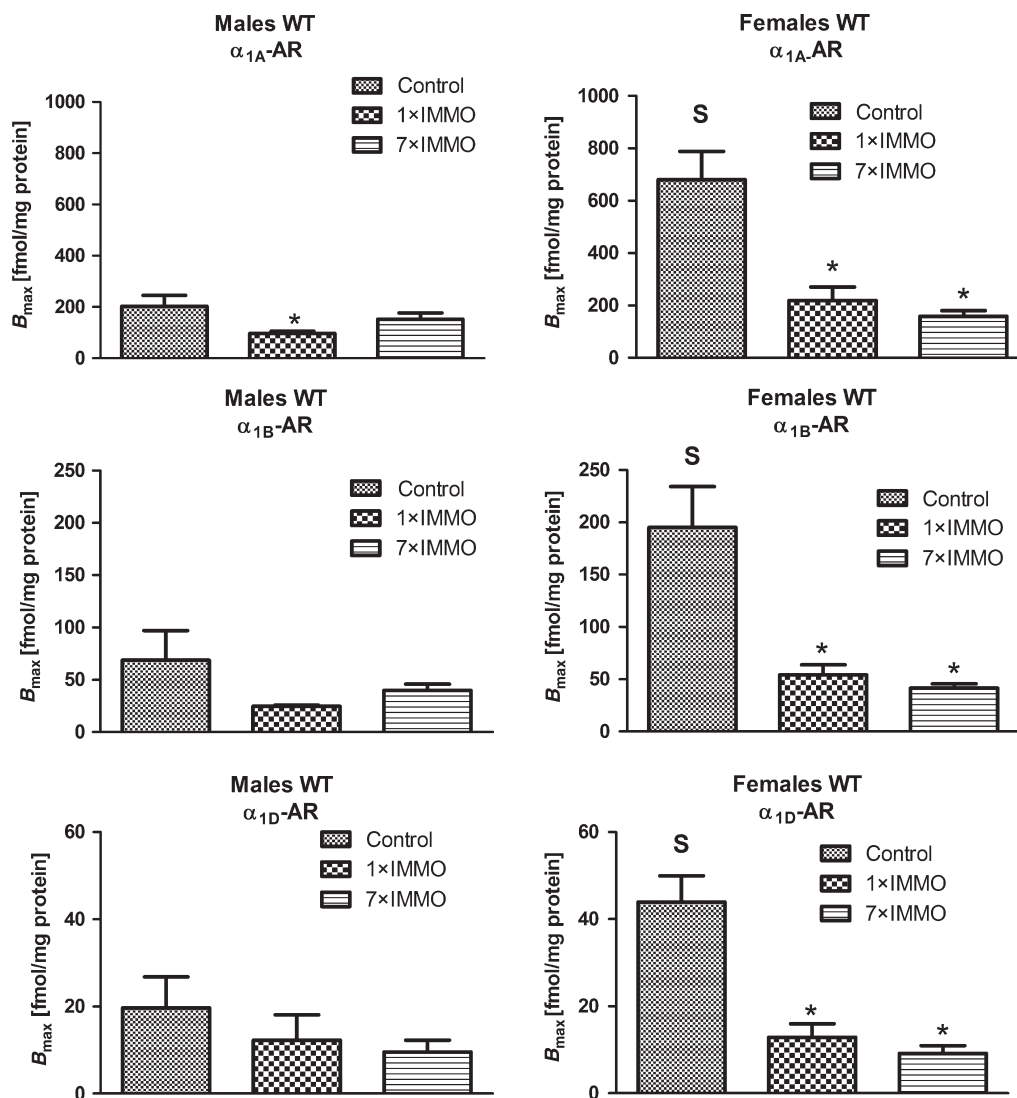 Males WT
α1A-AR
Control
1×IMMO
7×IMMO
Bmax [fmol/mg protein]
1000
800
600
400
200
0
*
Females WT
α1A-AR
Control
1×IMMO
7×IMMO
Bmax [fmol/mg protein]
1000
800
600
400
200
0
S
*
*
Males WT
α1B-AR
Control
1×IMMO
7×IMMO
Bmax [fmol/mg protein]
250
200
150
100
50
0
Females WT
α1B-AR
Control
1×IMMO
7×IMMO
Bmax [fmol/mg protein]
250
200
150
100
50
0
S
*
*
Males WT
α1D-AR
Control
1×IMMO
7×IMMO
Bmax [fmol/mg protein]
60
40
20
0
Females WT
α1D-AR
Control
1×IMMO
7×IMMO
Bmax [fmol/mg protein]
60
40
20
0
S
*
*